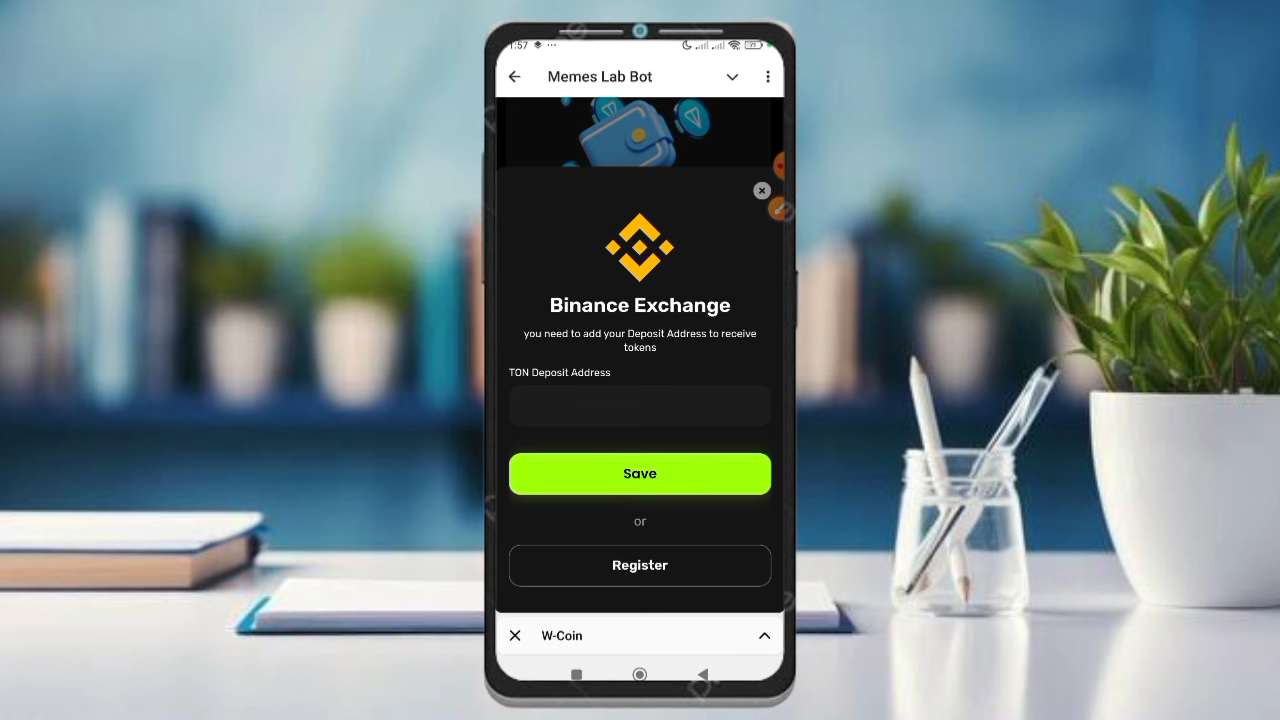 1:57
Memes Lab Bot
Binance Exchange
you need to add your Deposit Address to receive
tokens
TON Deposit Address
Save
or
Register
W-Coin